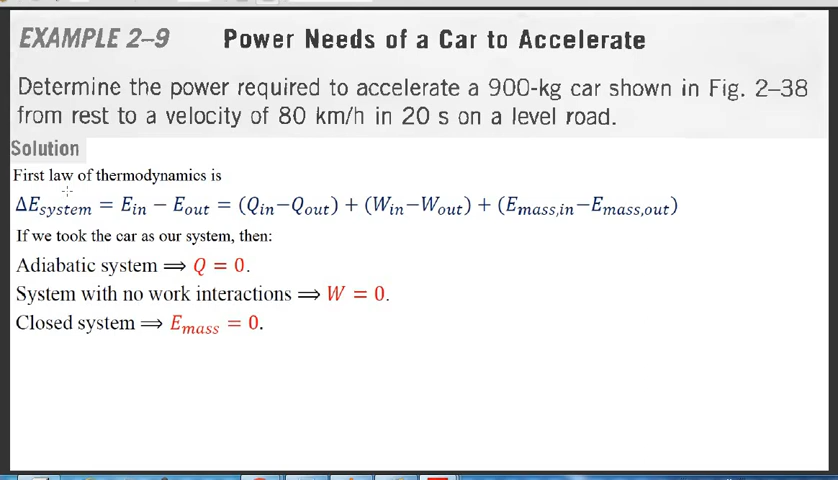 EXAMPLE 2–9 Power Needs of a Car to Accelerate
Determine the power required to accelerate a 900-kg car shown in Fig. 2–38
from rest to a velocity of 80 km/h in 20 s on a level road.
Solution
First law of thermodynamics is
ΔE_system = E_in − E_out = (Q_in−Q_out) + (W_in−W_out) + (E_mass,in−E_mass,out)
If we took the car as our system, then:
Adiabatic system ⟹ Q = 0.
System with no work interactions ⟹ W = 0.
Closed system ⟹ E_mass = 0.